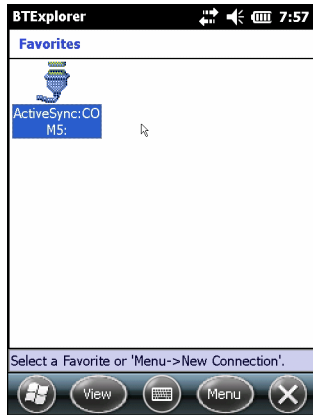 BTExplorer 7:57
Favorites
ActiveSync:CO
M5:
Select a Favorite or 'Menu->New Connection'.
View Menu